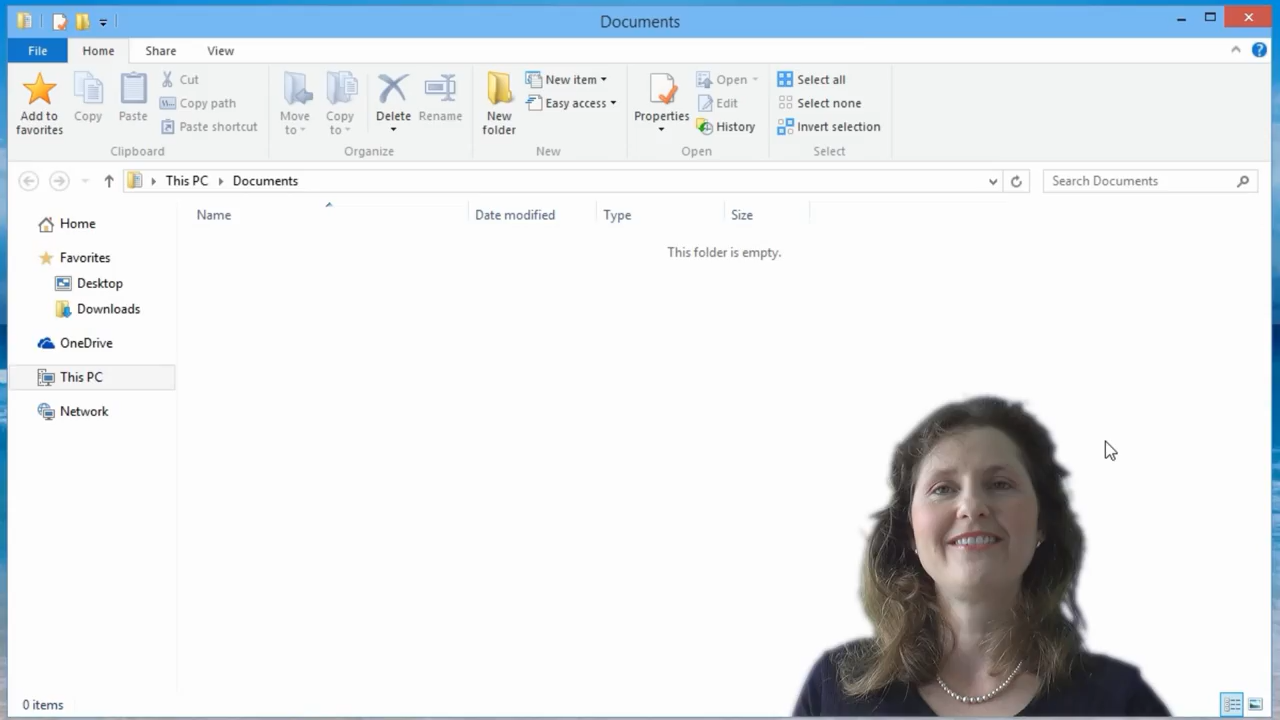 Documents
File Home Share View
Add to favorites
Copy
Paste
Cut
Copy path
Paste shortcut
Clipboard
Move to
Copy to
Delete
Rename
Organize
New folder
New item
Easy access
New
Properties
Open
Edit
History
Open
Select all
Select none
Invert selection
Select
This PC Documents
Search Documents
Name Date modified Type Size
This folder is empty.
Home
Favorites
Desktop
Downloads
OneDrive
This PC
Network
0 items